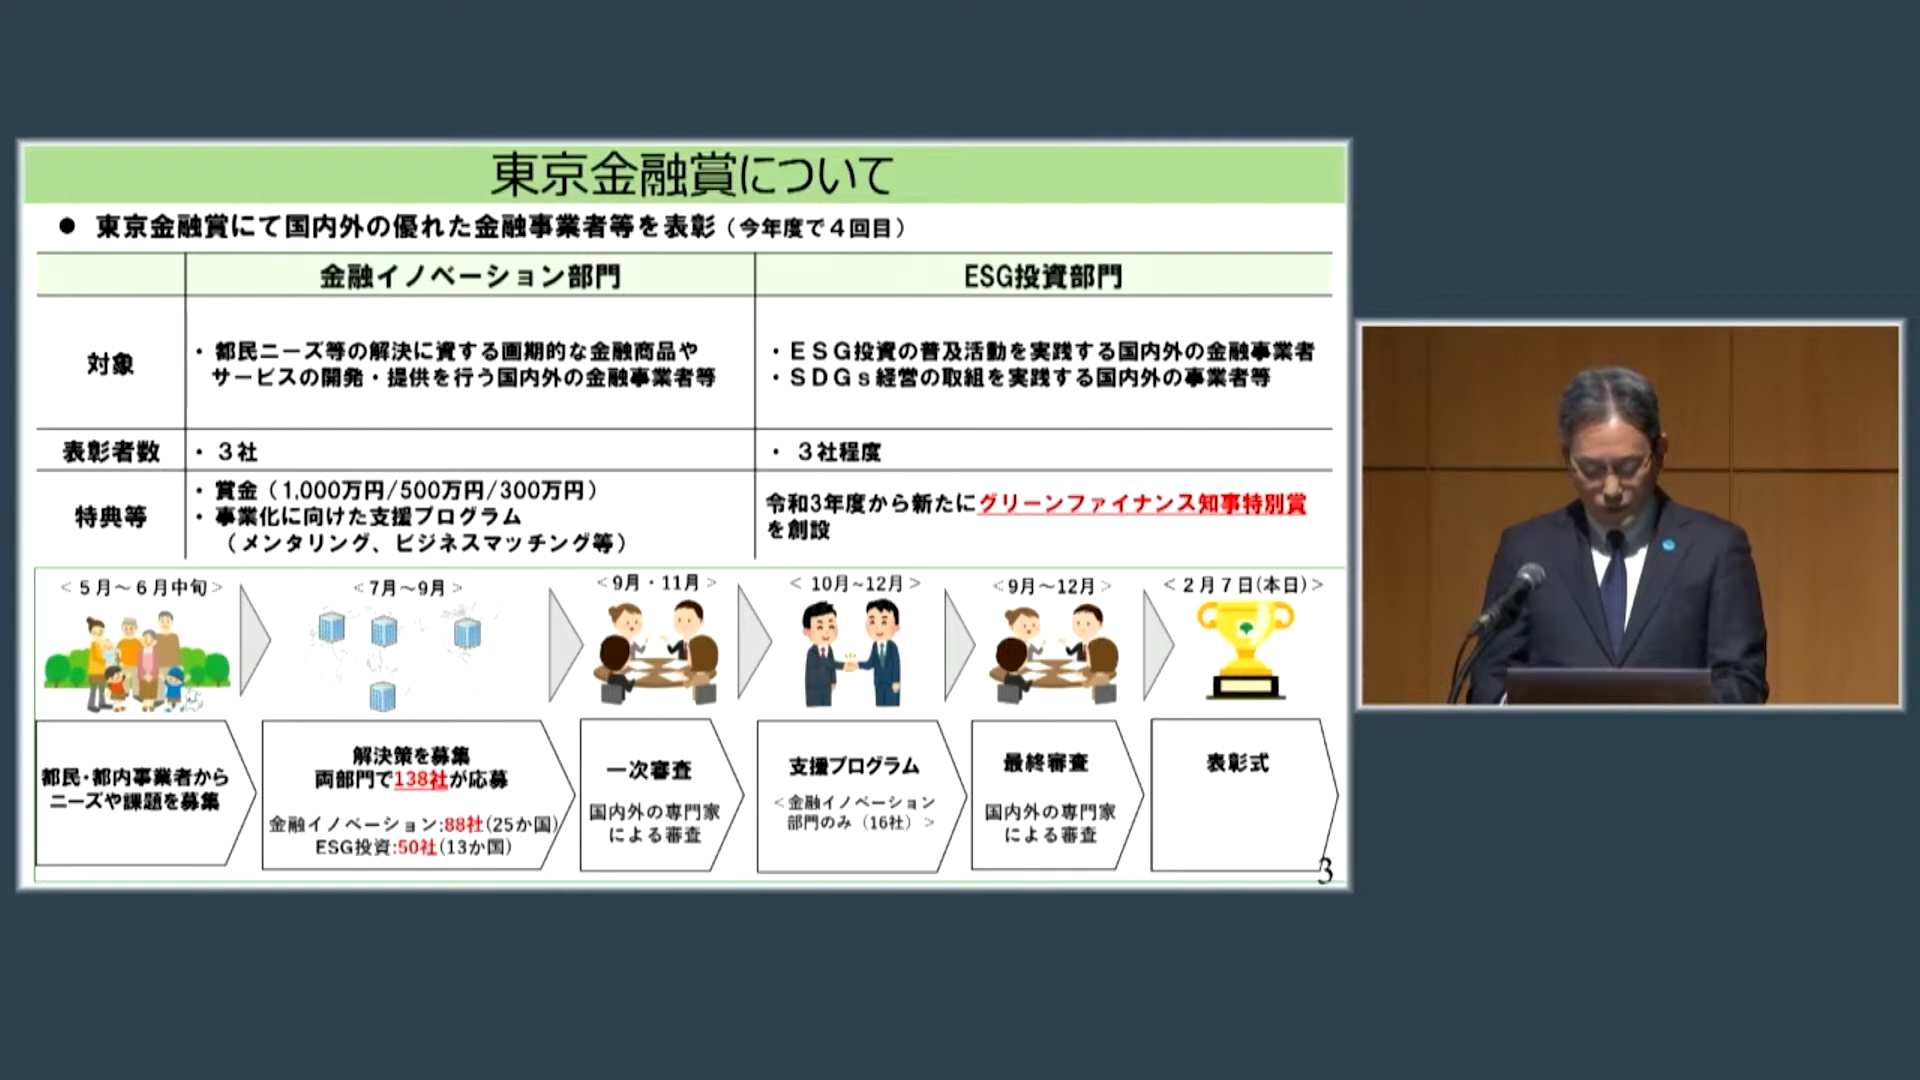 東京金融賞について
● 東京金融賞にて国内外の優れた金融事業者等を表彰（今年度で４回目）
金融イノベーション部門
ESG投資部門
対象
・都民ニーズ等の解決に資する画期的な金融商品や
サービスの開発・提供を行う国内外の金融事業者等
・ＥＳＧ投資の普及活動を実践する国内外の金融事業者
・ＳＤＧｓ経営の取組を実践する国内外の事業者等
表彰者数
・３社
・３社程度
特典等
・賞金（1,000万円/500万円/300万円）
・事業化に向けた支援プログラム
（メンタリング、ビジネスマッチング等）
令和3年度から新たにグリーンファイナンス知事特別賞
を創設
＜５月～６月中旬＞
＜7月～9月＞
＜9月・11月＞
＜10月~12月＞
＜9月～12月＞
＜２月７日(本日)＞
都民・都内事業者から
ニーズや課題を募集
解決策を募集
両部門で138社が応募
金融イノベーション:88社(25か国)
ESG投資:50社(13か国)
一次審査
国内外の専門家
による審査
支援プログラム
＜金融イノベーション
部門のみ（16社）＞
最終審査
国内外の専門家
による審査
表彰式
3